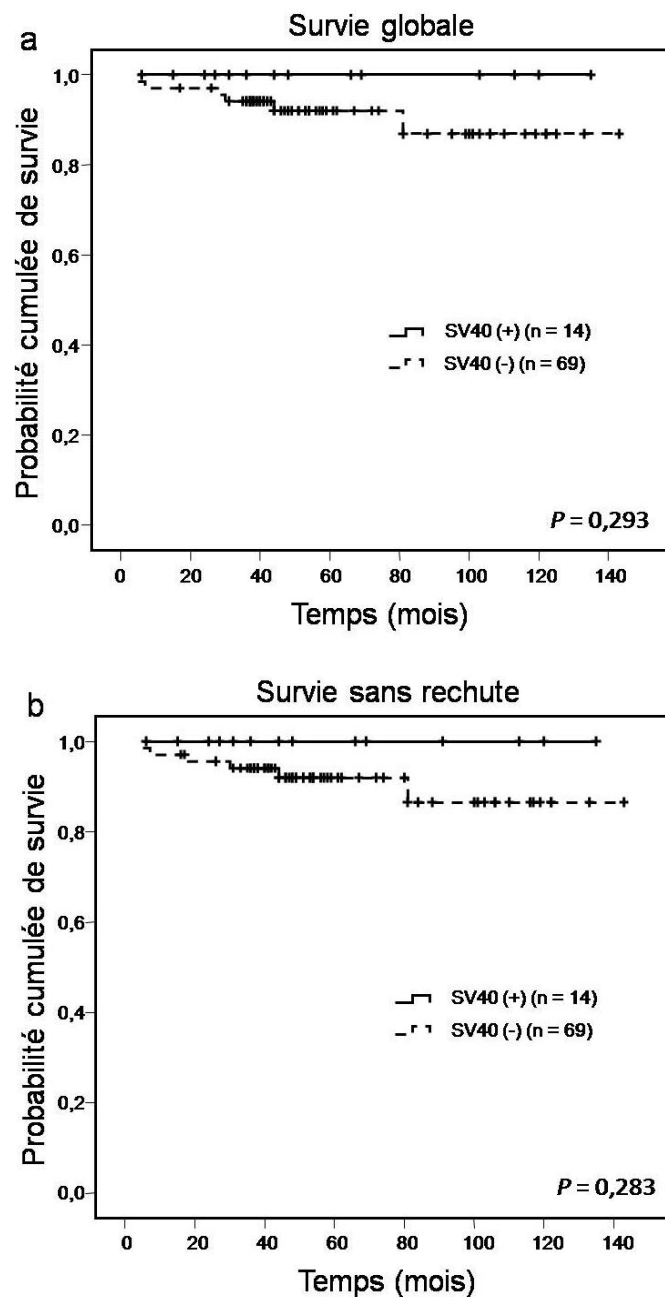 a
Survie globale
Probabilité cumulée de survie
1,0
0,8
0,6
0,4
0,2
0,0
SV40 (+) (n = 14)
SV40 (-) (n = 69)
P = 0,293
0 20 40 60 80 100 120 140
Temps (mois)
b
Survie sans rechute
Probabilité cumulée de survie
1,0
0,8
0,6
0,4
0,2
0,0
SV40 (+) (n = 14)
SV40 (-) (n = 69)
P = 0,283
0 20 40 60 80 100 120 140
Temps (mois)